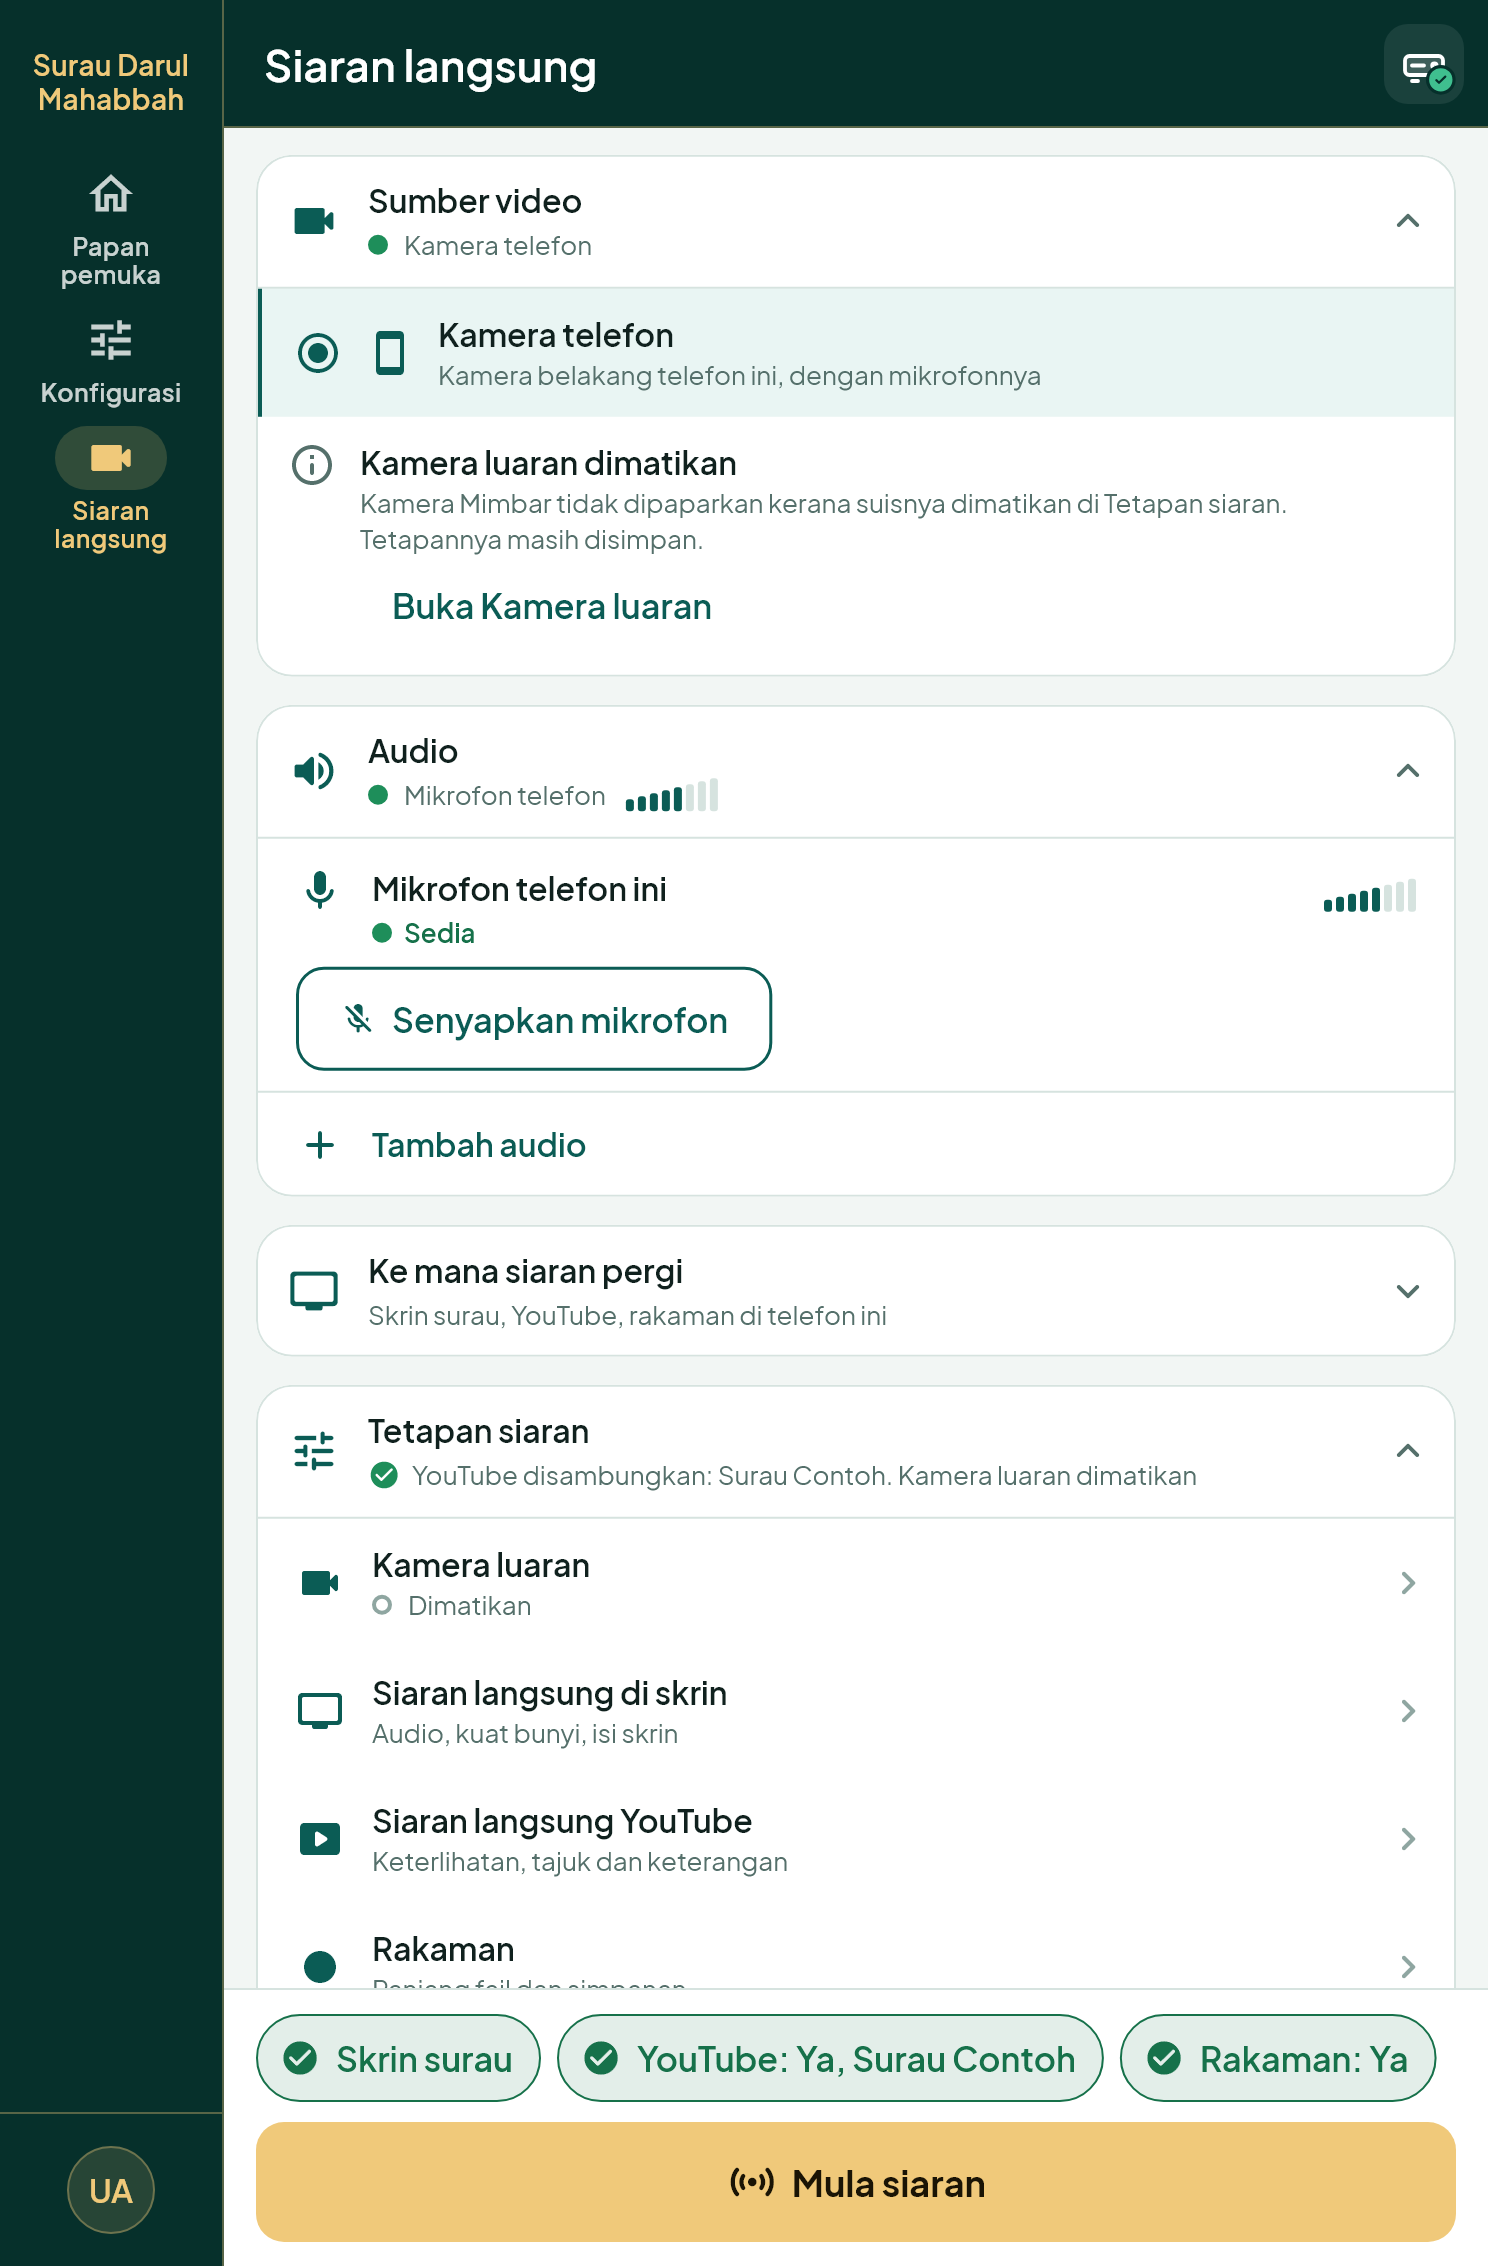 Surau Darul
Mahabbah
Papan
pemuka
Konfigurasi
Siaran
langsung
UA
Siaran langsung
Sumber video
Kamera telefon
Kamera telefon
Kamera belakang telefon ini, dengan mikrofonnya
Kamera luaran dimatikan
Kamera Mimbar tidak dipaparkan kerana suisnya dimatikan di Tetapan siaran.
Tetapannya masih disimpan.
Buka Kamera luaran
Audio
Mikrofon telefon
Mikrofon telefon ini
Sedia
Senyapkan mikrofon
Tambah audio
Ke mana siaran pergi
Skrin surau, YouTube, rakaman di telefon ini
Tetapan siaran
YouTube disambungkan: Surau Contoh. Kamera luaran dimatikan
Kamera luaran
Dimatikan
Siaran langsung di skrin
Audio, kuat bunyi, isi skrin
Siaran langsung YouTube
Keterlihatan, tajuk dan keterangan
Rakaman
Panjang fail dan simpanan
Skrin surau
YouTube: Ya, Surau Contoh
Rakaman: Ya
Mula siaran